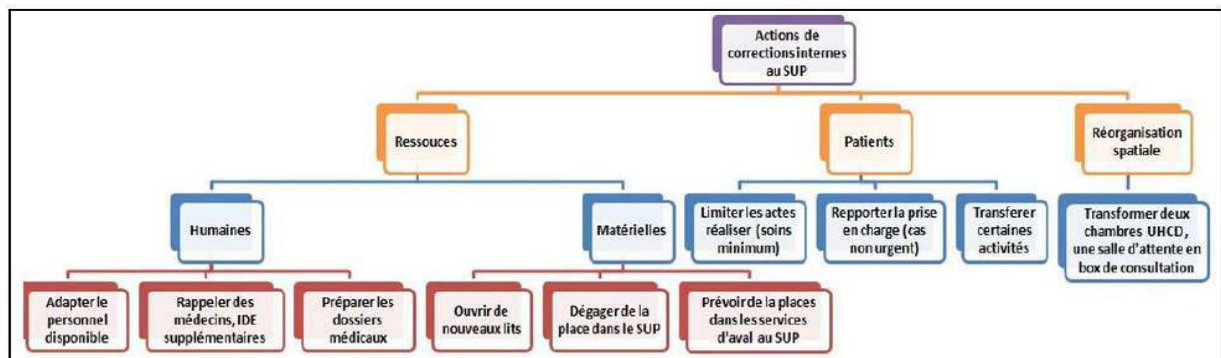 Actions de
corrections internes
au SUP
Ressouces
Patients
Réorganisation
spatiale
Humaines
Matérielles
Limiter les actes
réaliser (soins
minimum)
Repporter la prise
en charge (cas
non urgent)
Transferer
certaines
activités
Transformer deux
chambres UHCD,
une salle d'attente en
box de consultation
Adapter le
personnel
disponible
Rappeler des
médecins, IDE
supplémentaires
Préparer les
dossiers
médicaux
Ouvrir de
nouveaux lits
Dégager de la
place dans le SUP
Prévoir de la places
dans les services
d'aval au SUP